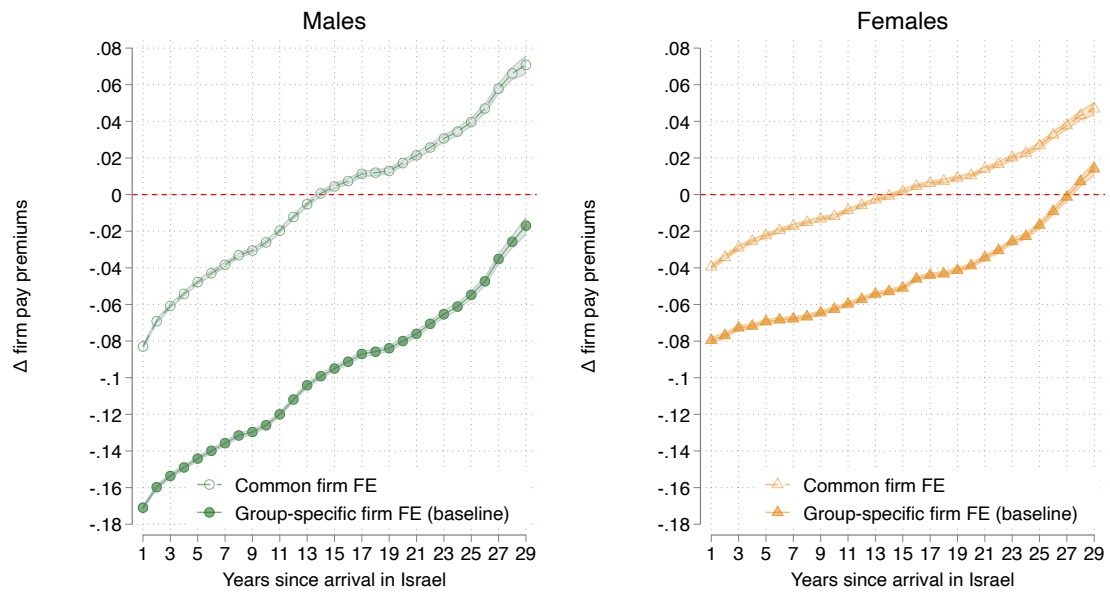 Males
Δ firm pay premiums
.08
.06
.04
.02
0
-.02
-.04
-.06
-.08
-.1
-.12
-.14
-.16
-.18
Common firm FE
Group-specific firm FE (baseline)
1 3 5 7 9 11 13 15 17 19 21 23 25 27 29
Years since arrival in Israel
Females
Δ firm pay premiums
.08
.06
.04
.02
0
-.02
-.04
-.06
-.08
-.1
-.12
-.14
-.16
-.18
Common firm FE
Group-specific firm FE (baseline)
1 3 5 7 9 11 13 15 17 19 21 23 25 27 29
Years since arrival in Israel